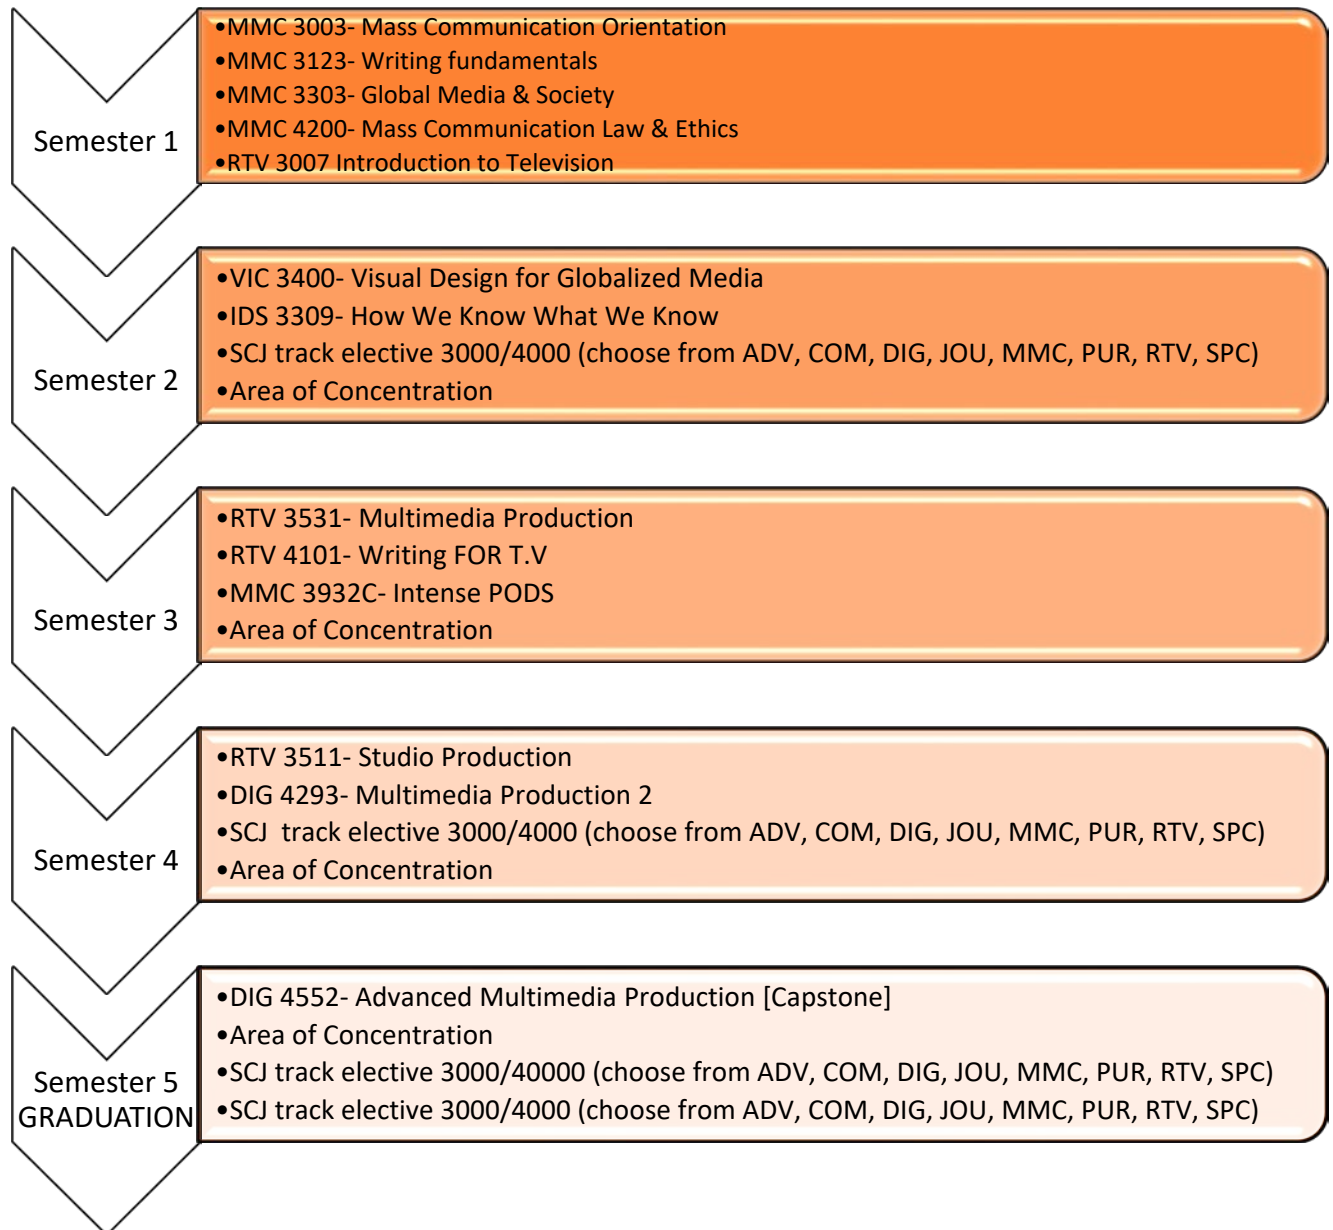 Semester 1
•MMC 3003- Mass Communication Orientation
•MMC 3123- Writing fundamentals
•MMC 3303- Global Media & Society
•MMC 4200- Mass Communication Law & Ethics
•RTV 3007 Introduction to Television
Semester 2
•VIC 3400- Visual Design for Globalized Media
•IDS 3309- How We Know What We Know
•SCJ track elective 3000/4000 (choose from ADV, COM, DIG, JOU, MMC, PUR, RTV, SPC)
•Area of Concentration
Semester 3
•RTV 3531- Multimedia Production
•RTV 4101- Writing FOR T.V
•MMC 3932C- Intense PODS
•Area of Concentration
Semester 4
•RTV 3511- Studio Production
•DIG 4293- Multimedia Production 2
•SCJ  track elective 3000/4000 (choose from ADV, COM, DIG, JOU, MMC, PUR, RTV, SPC)
•Area of Concentration
Semester 5
GRADUATION
•DIG 4552- Advanced Multimedia Production [Capstone]
•Area of Concentration
•SCJ track elective 3000/40000 (choose from ADV, COM, DIG, JOU, MMC, PUR, RTV, SPC)
•SCJ track elective 3000/4000 (choose from ADV, COM, DIG, JOU, MMC, PUR, RTV, SPC)